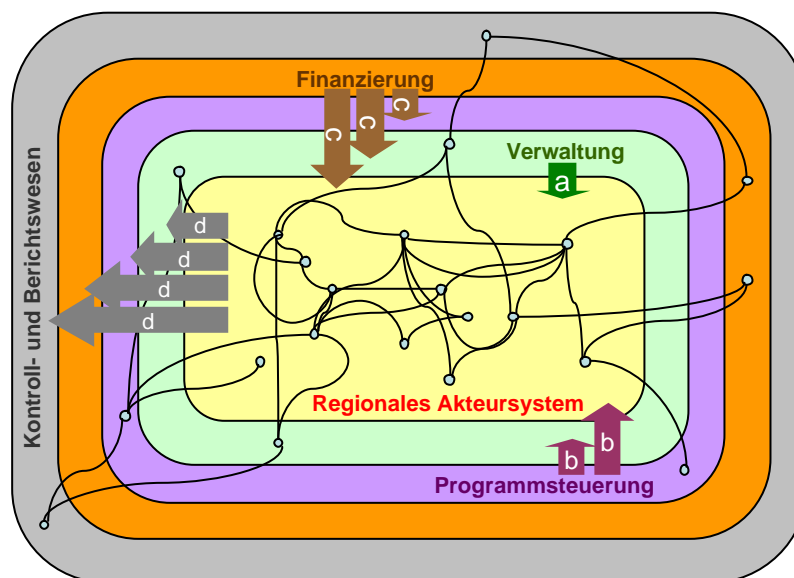 Finanzierung
c
c
c
Verwaltung
a
Kontroll- und Berichtswesen
d
d
d
d
Regionales Akteursystem
b
b
Programmsteuerung